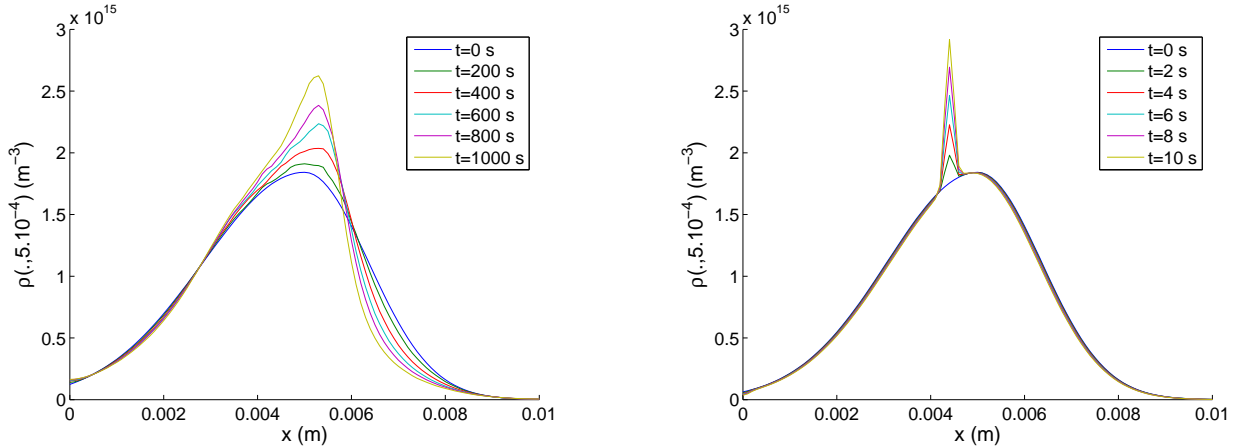 x 10^15
3
2.5
2
1.5
1
0.5
0
0 0.002 0.004 0.006 0.008 0.01
x (m)
ρ(.,5.10^-4) (m^-3)
t=0 s
t=200 s
t=400 s
t=600 s
t=800 s
t=1000 s
x 10^15
3
2.5
2
1.5
1
0.5
0
0 0.002 0.004 0.006 0.008 0.01
x (m)
ρ(.,5.10^-4) (m^-3)
t=0 s
t=2 s
t=4 s
t=6 s
t=8 s
t=10 s